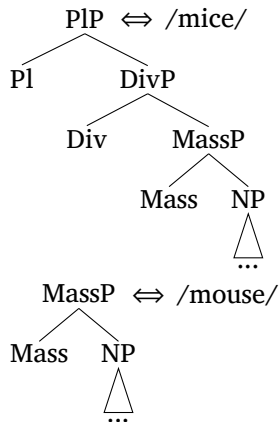 PlP ⇔ /mice/
Pl DivP
Div MassP
Mass NP
...
MassP ⇔ /mouse/
Mass NP
...